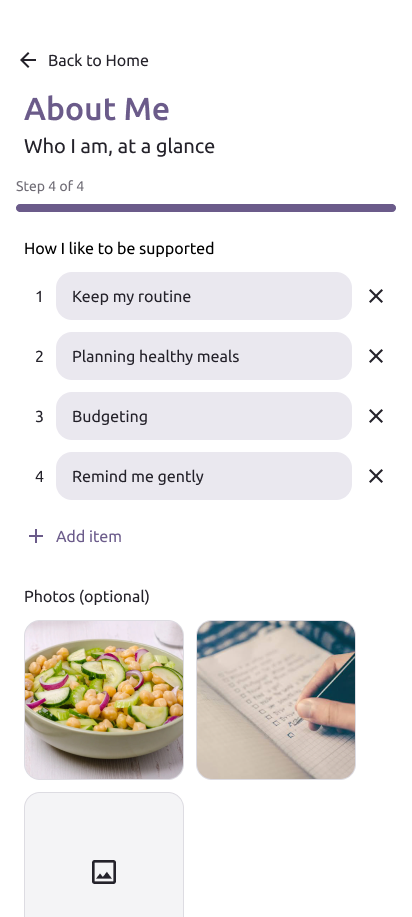 Back to Home
About Me
Who I am, at a glance
Step 4 of 4
How I like to be supported
1 Keep my routine
2 Planning healthy meals
3 Budgeting
4 Remind me gently
Add item
Photos (optional)